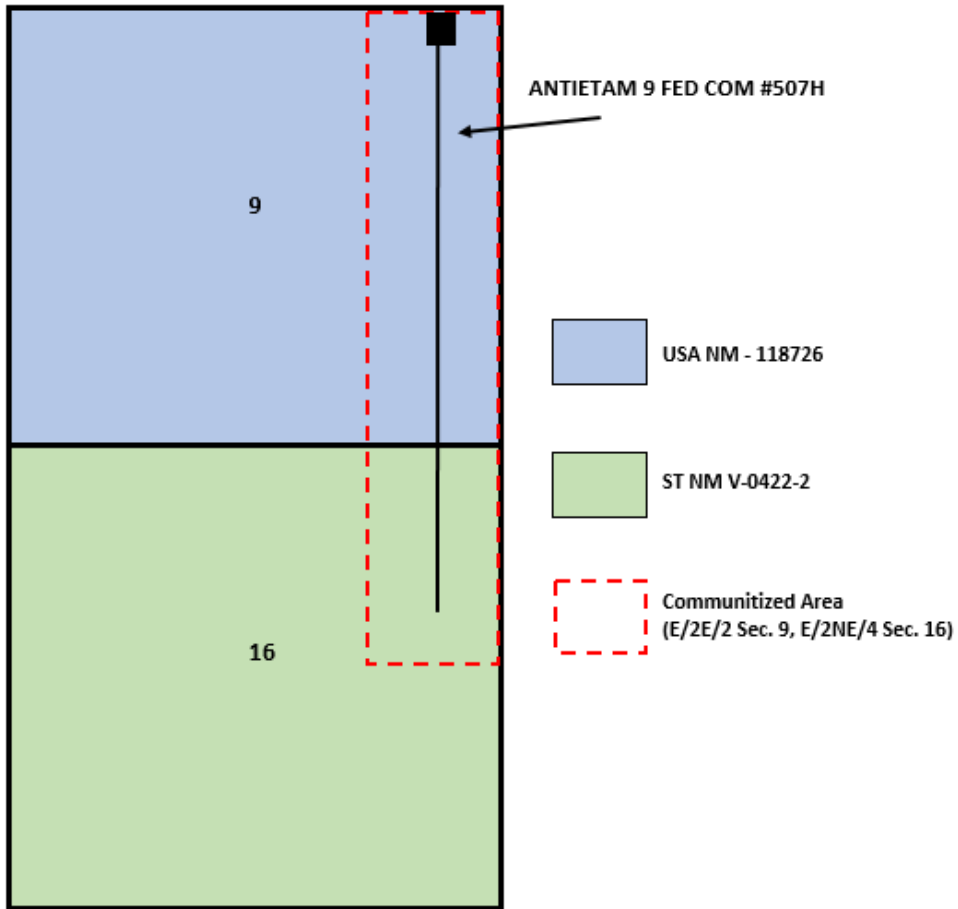 ANTIETAM 9 FED COM #507H
9
USA NM - 118726
ST NM V-0422-2
Communitized Area
(E/2E/2 Sec. 9, E/2NE/4 Sec. 16)
16